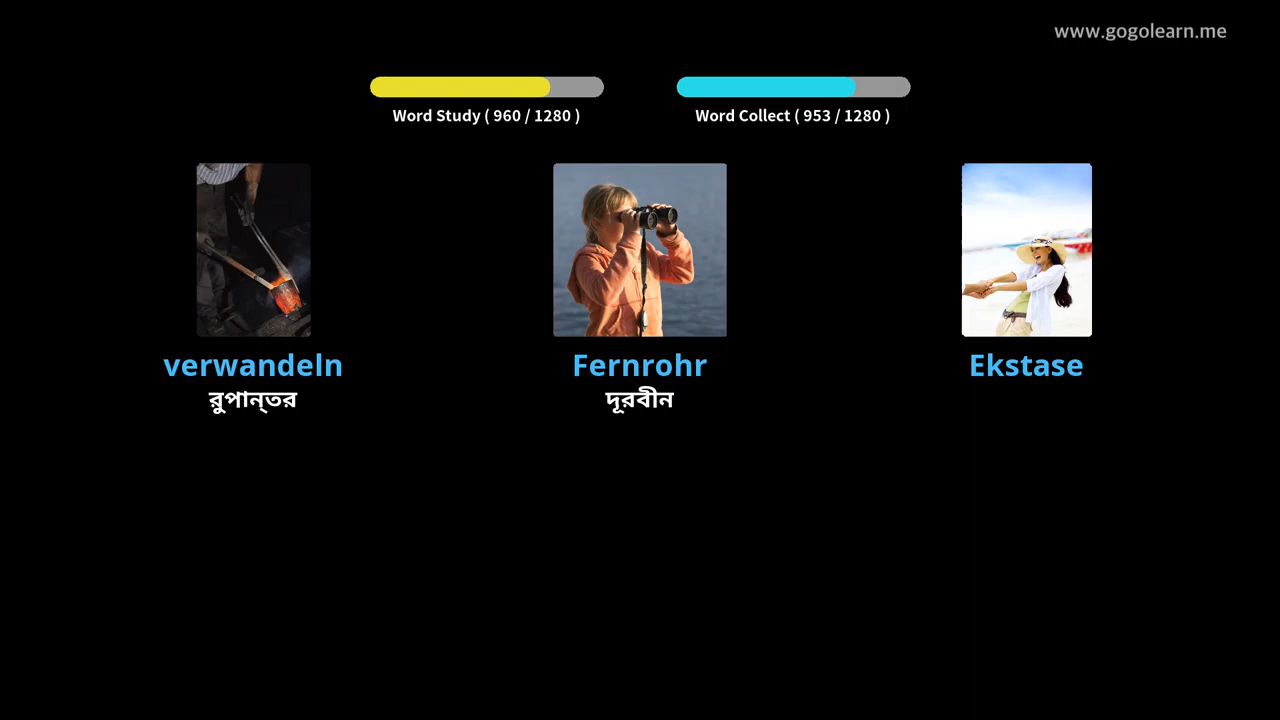 www.gogolearn.me
Word Study ( 960 / 1280 )
Word Collect ( 953 / 1280 )
verwandeln
রুপান্তর
Fernrohr
দূরবীন
Ekstase